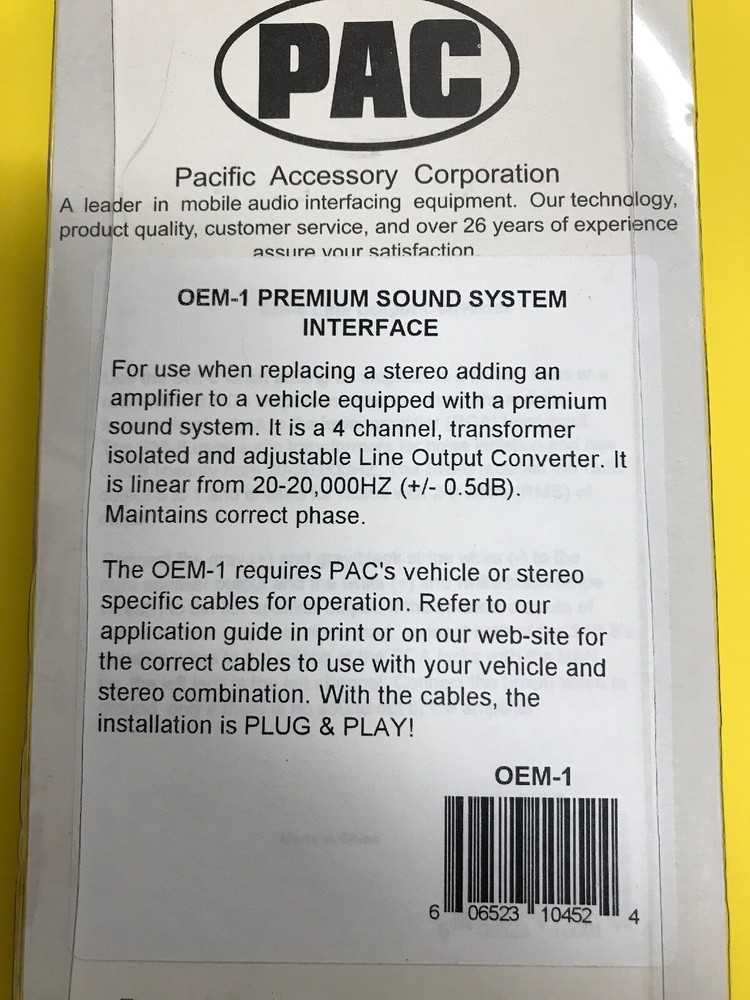 PAC
Pacific Accessory Corporation
A leader in mobile audio interfacing equipment. Our technology,
product quality, customer service, and over 26 years of experience
assure your satisfaction.
OEM-1 PREMIUM SOUND SYSTEM
INTERFACE
For use when replacing a stereo adding an
amplifier to a vehicle equipped with a premium
sound system. It is a 4 channel, transformer
isolated and adjustable Line Output Converter. It
is linear from 20-20,000HZ (+/- 0.5dB).
Maintains correct phase.
The OEM-1 requires PAC's vehicle or stereo
specific cables for operation. Refer to our
application guide in print or on our web-site for
the correct cables to use with your vehicle and
stereo combination. With the cables, the
installation is PLUG & PLAY!
OEM-1
Made in China
6 06523 10452 4